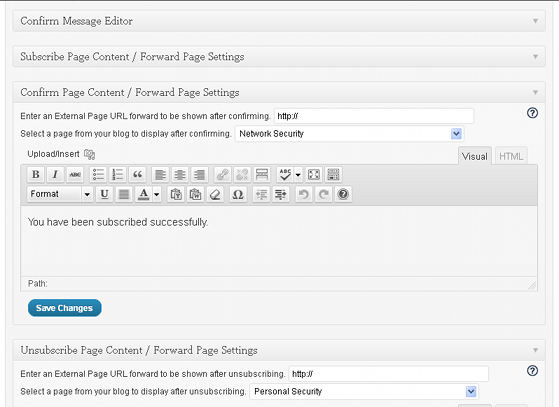 Confirm Message Editor
Subscribe Page Content / Forward Page Settings
Confirm Page Content / Forward Page Settings
Enter an External Page URL forward to be shown after confirming. http://
Select a page from your blog to display after confirming. Network Security
Upload/Insert
Visual HTML
B I ABC “ ABC
Format U A T W Ω ?
You have been subscribed successfully.
Path:
Save Changes
Unsubscribe Page Content / Forward Page Settings
Enter an External Page URL forward to be shown after unsubscribing. http://
Select a page from your blog to display after unsubscribing. Personal Security